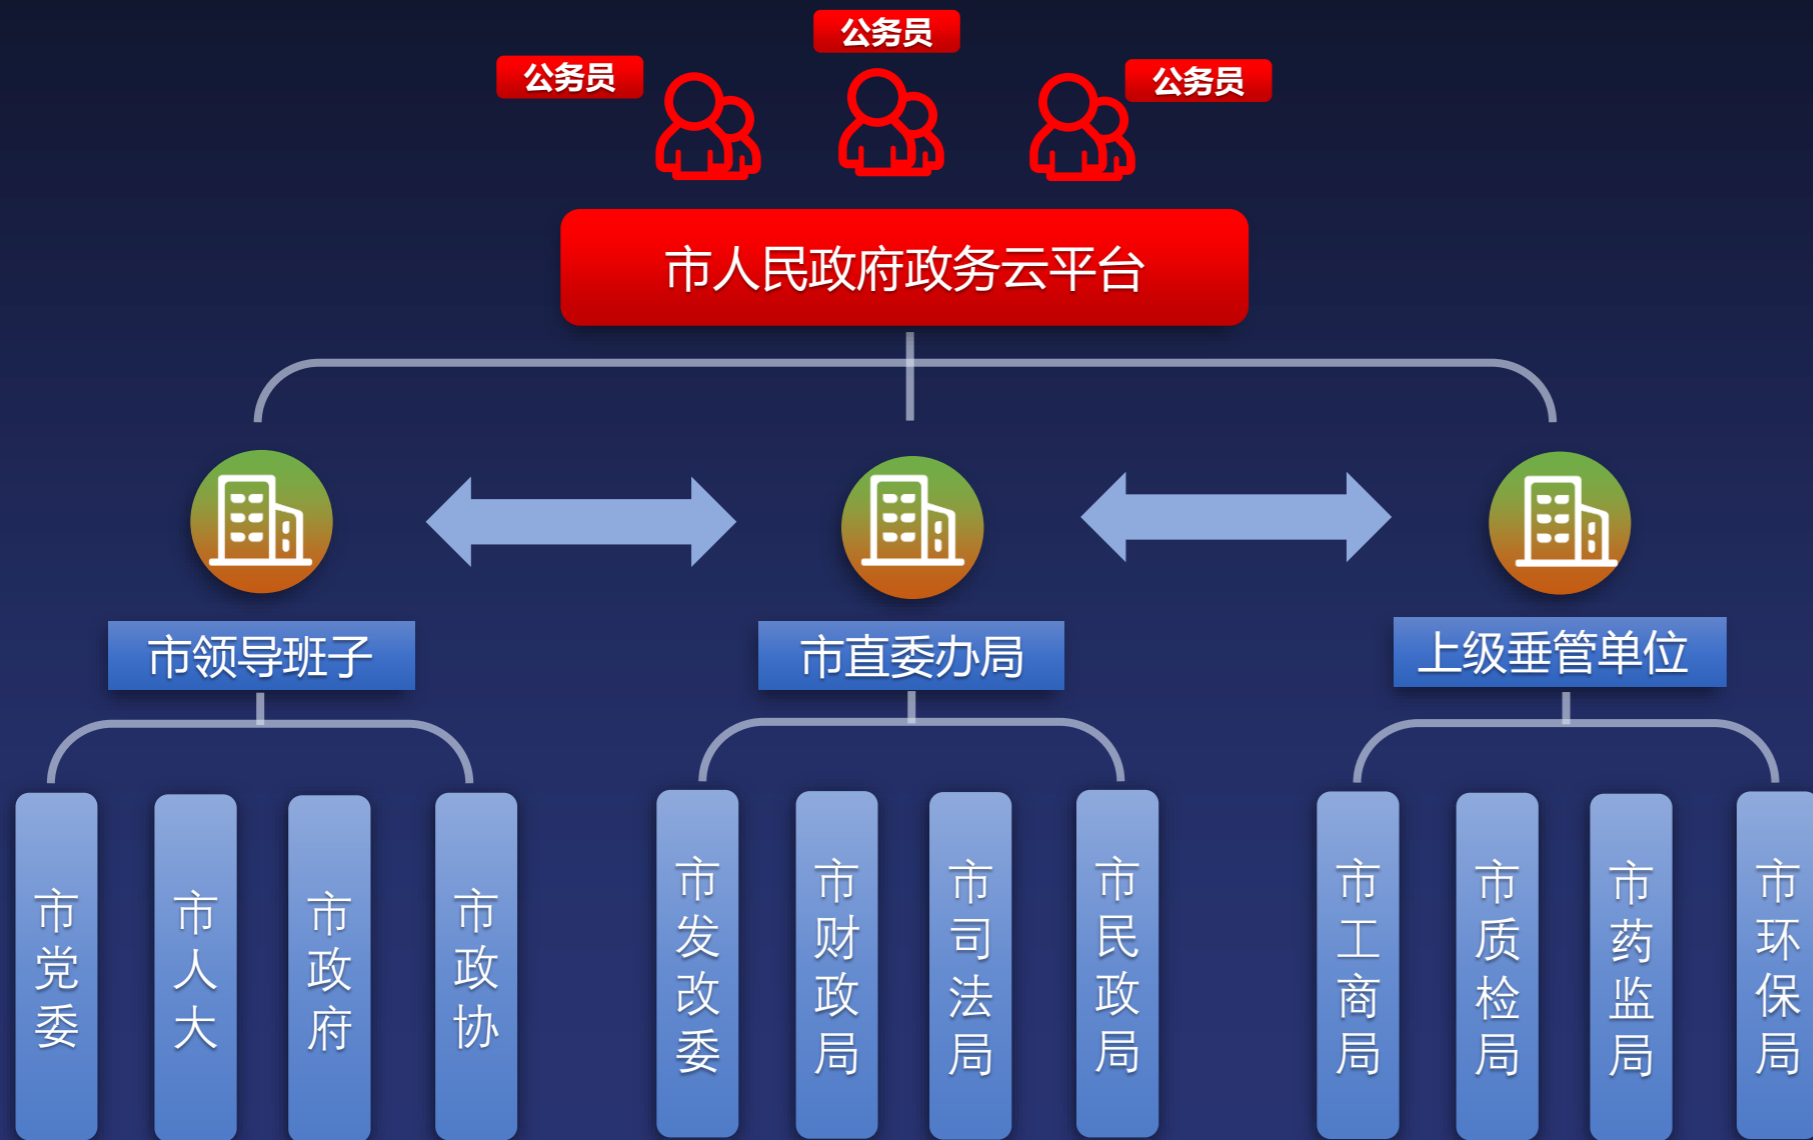 公务员
公务员
公务员
市人民政府政务云平台
市领导班子
市直委办局
上级垂管单位
市党委
市人大
市政府
市政协
市发改委
市财政局
市司法局
市民政局
市工商局
市质检局
市药监局
市环保局